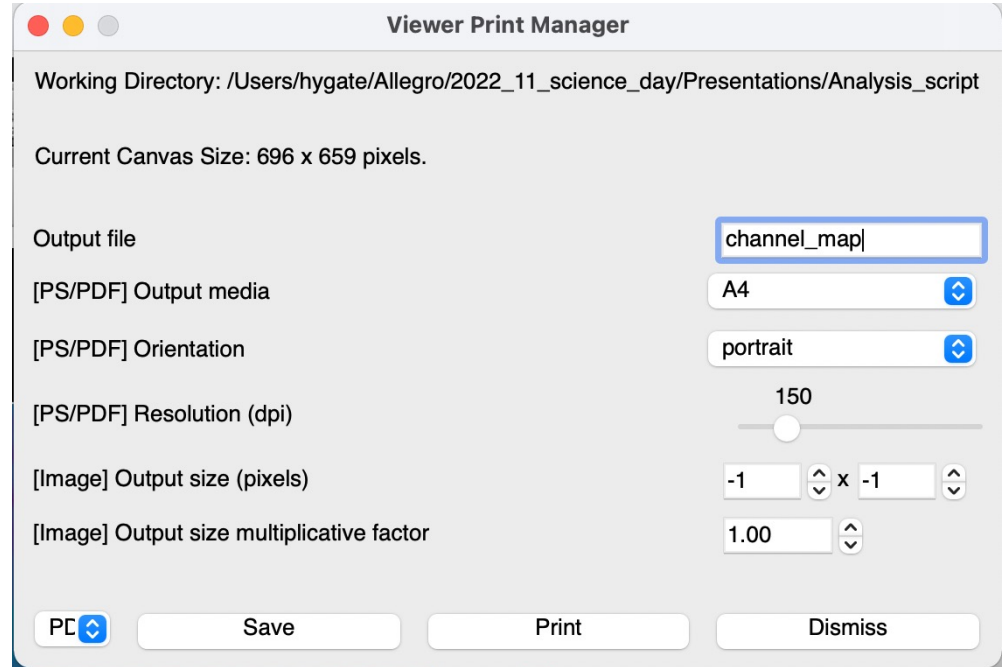 Viewer Print Manager
Working Directory: /Users/hygate/Allegro/2022_11_science_day/Presentations/Analysis_script
Current Canvas Size: 696 x 659 pixels.
Output file channel_map
[PS/PDF] Output media A4
[PS/PDF] Orientation portrait
150
[PS/PDF] Resolution (dpi)
[Image] Output size (pixels) -1 x -1
[Image] Output size multiplicative factor 1.00
Save Print Dismiss